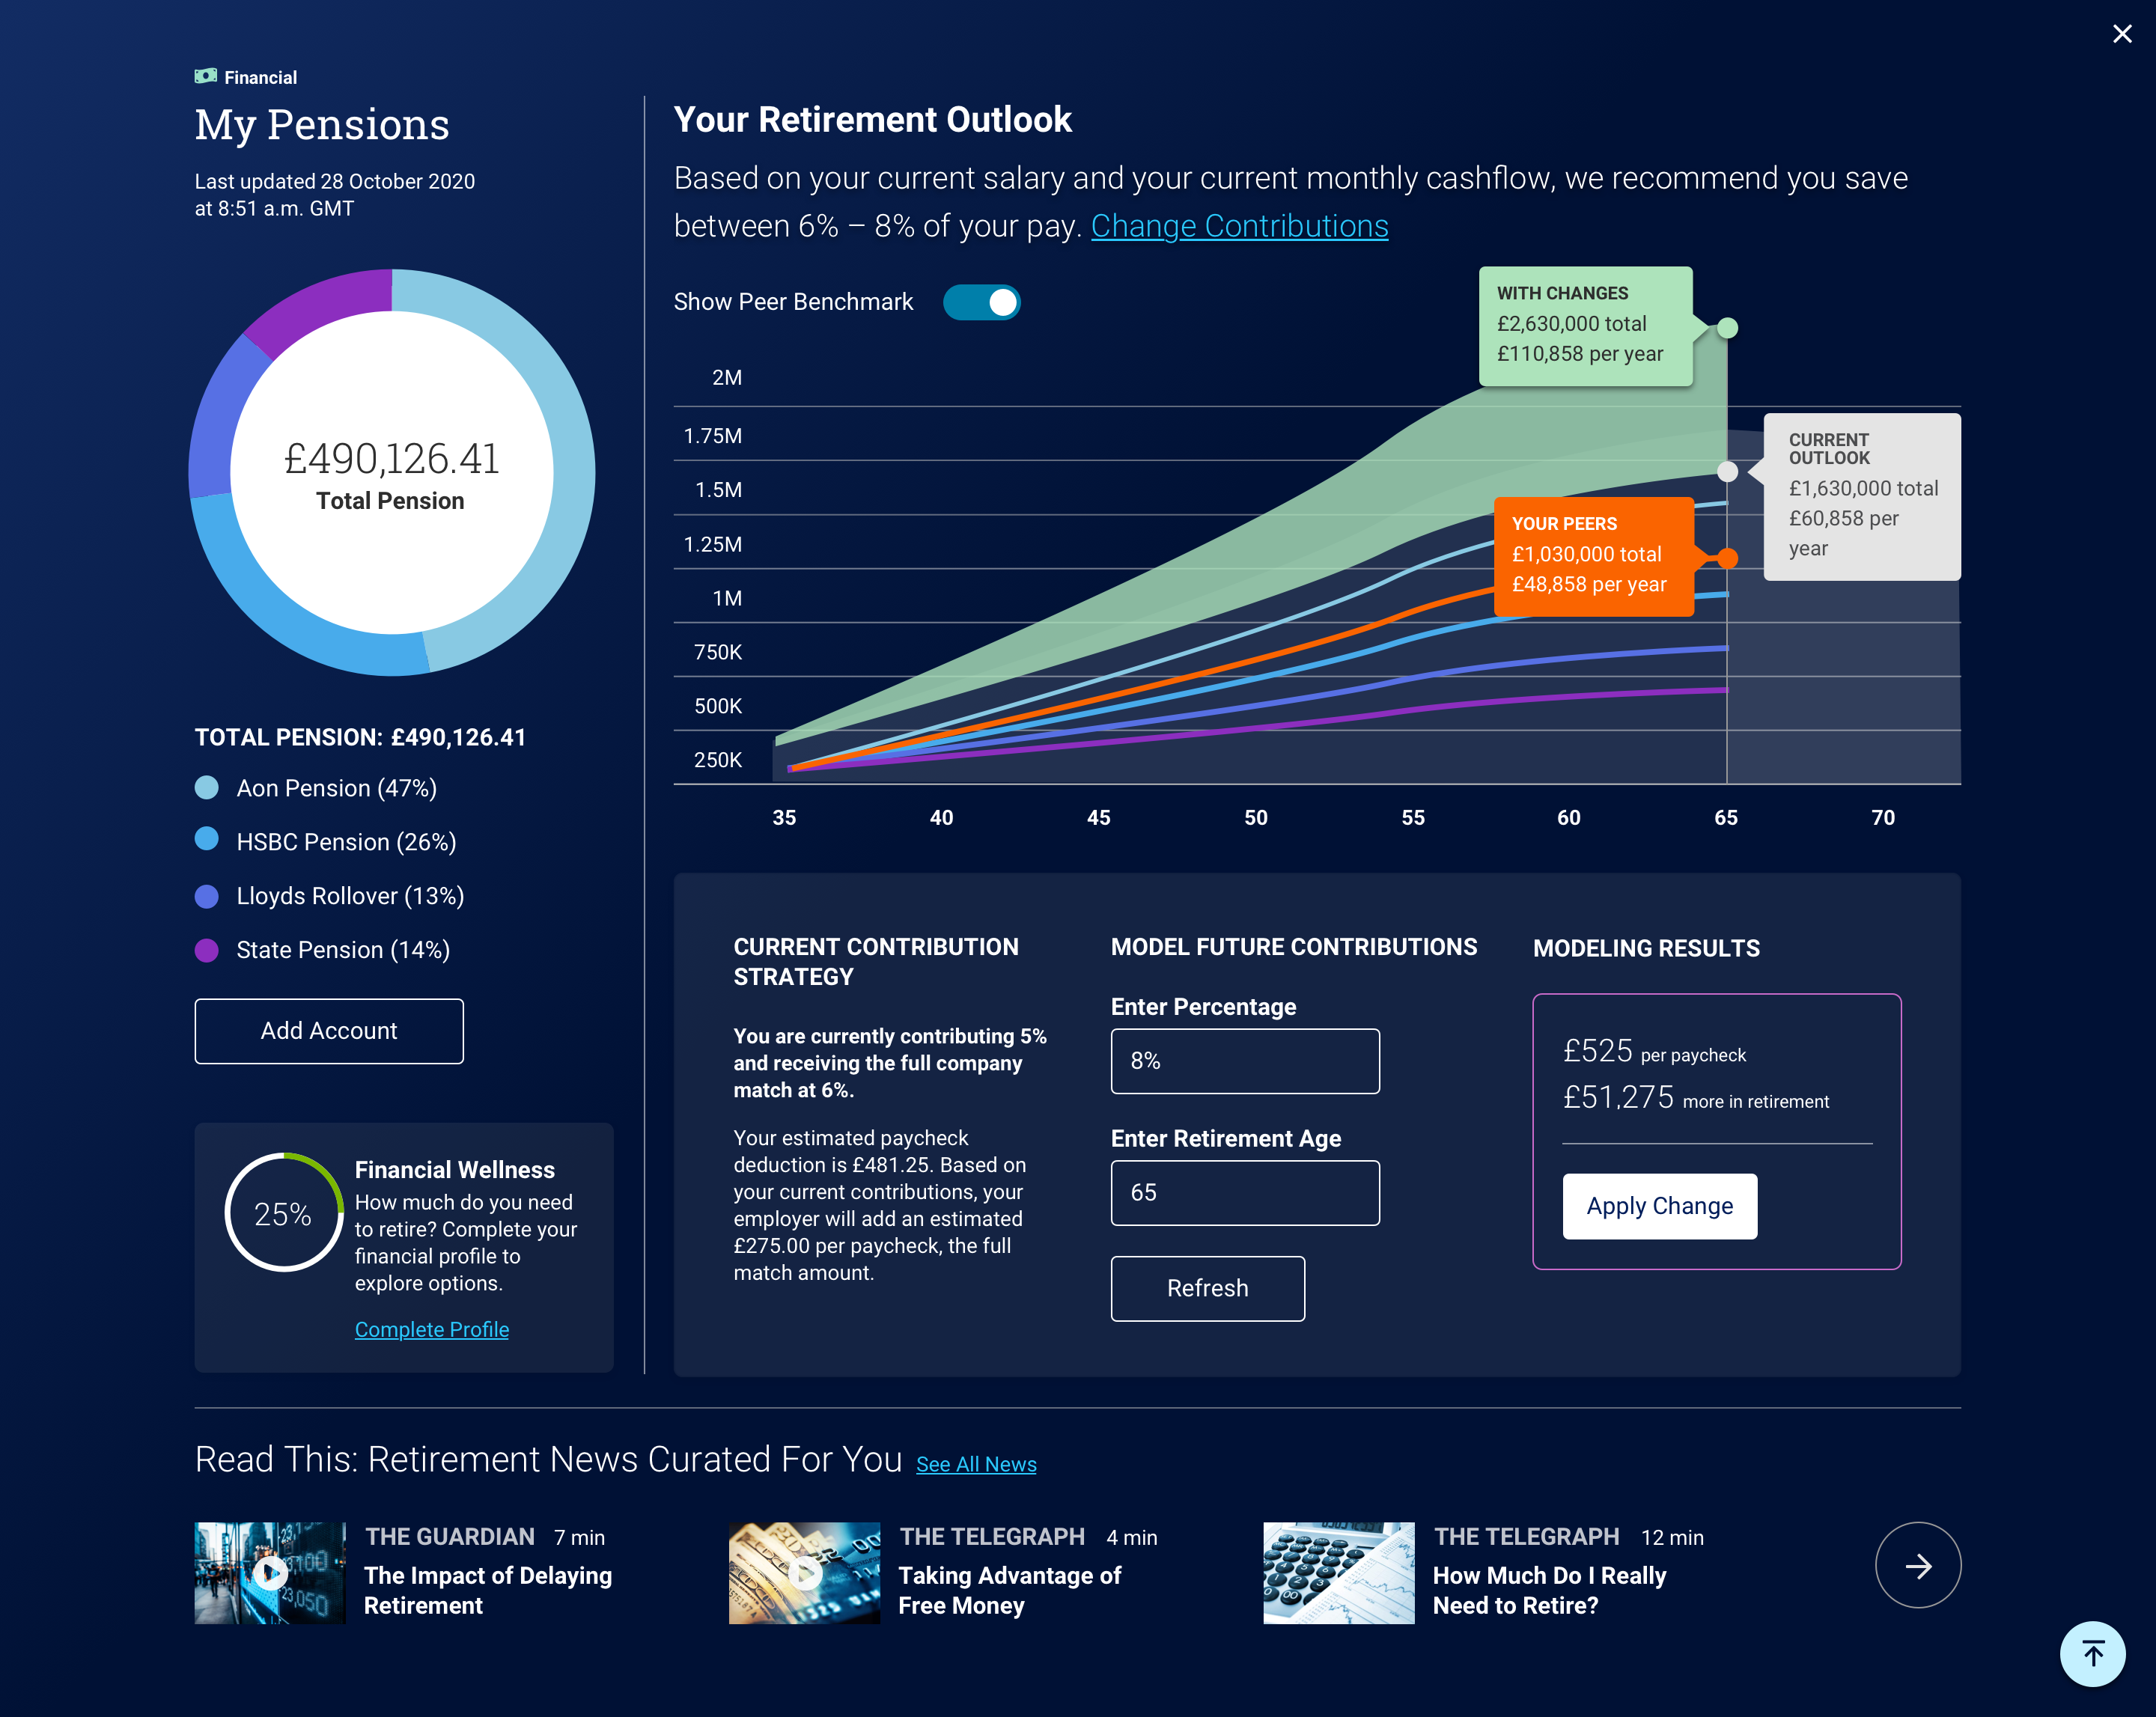 Financial
My Pensions
Last updated 28 October 2020
at 8:51 a.m. GMT
£490,126.41
Total Pension
TOTAL PENSION: £490,126.41
Aon Pension (47%)
HSBC Pension (26%)
Lloyds Rollover (13%)
State Pension (14%)
Add Account
25%
Financial Wellness
How much do you need
to retire? Complete your
financial profile to
explore options.
Complete Profile
Your Retirement Outlook
Based on your current salary and your current monthly cashflow, we recommend you save
between 6% – 8% of your pay. Change Contributions
Show Peer Benchmark
WITH CHANGES
£2,630,000 total
£110,858 per year
CURRENT
OUTLOOK
£1,630,000 total
£60,858 per
year
YOUR PEERS
£1,030,000 total
£48,858 per year
2M
1.75M
1.5M
1.25M
1M
750K
500K
250K
35 40 45 50 55 60 65 70
CURRENT CONTRIBUTION
STRATEGY
You are currently contributing 5%
and receiving the full company
match at 6%.
Your estimated paycheck
deduction is £481.25. Based on
your current contributions, your
employer will add an estimated
£275.00 per paycheck, the full
match amount.
MODEL FUTURE CONTRIBUTIONS
Enter Percentage
8%
Enter Retirement Age
65
Refresh
MODELING RESULTS
£525 per paycheck
£51,275 more in retirement
Apply Change
Read This: Retirement News Curated For You See All News
THE GUARDIAN 7 min
The Impact of Delaying
Retirement
THE TELEGRAPH 4 min
Taking Advantage of
Free Money
THE TELEGRAPH 12 min
How Much Do I Really
Need to Retire?
23,050